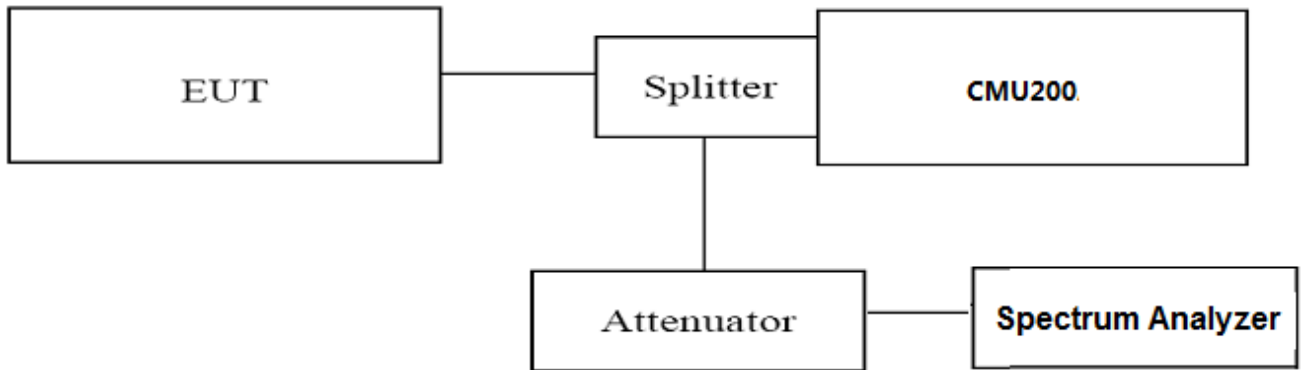 EUT
Splitter
CMU200.
Attenuator
Spectrum Analyzer